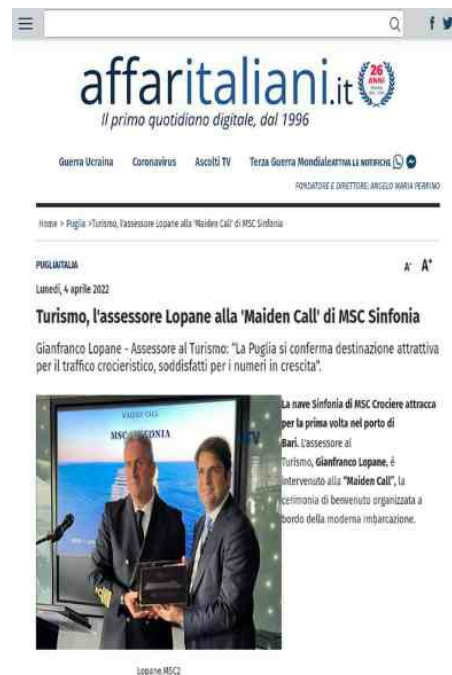 affaritaliani.it
26
ANNI
Il primo quotidiano digitale, dal 1996
Guerra Ucraina Coronavirus Ascolti TV Terza Guerra Mondiale ATTIVA LE NOTIFICHE
FONDATORE E DIRETTORE: ANGELO MARIA PERRINO
Home > Puglia >Turismo, l'assessore Lopane alla 'Maiden Call' di MSC Sinfonia
PUGLIAITALIA
A- A+
Lunedì, 4 aprile 2022
Turismo, l'assessore Lopane alla 'Maiden Call' di MSC Sinfonia
Gianfranco Lopane - Assessore al Turismo: "La Puglia si conferma destinazione attrattiva
per il traffico crocieristico, soddisfatti per i numeri in crescita".
MAIDEN CALL
MSC SINFONIA
La nave Sinfonia di MSC Crociere attracca
per la prima volta nel porto di
Bari. L'assessore al
Turismo, Gianfranco Lopane, è
intervenuto alla "Maiden Call", la
cerimonia di benvenuto organizzata a
bordo della moderna imbarcazione.
Lopane.MSC2